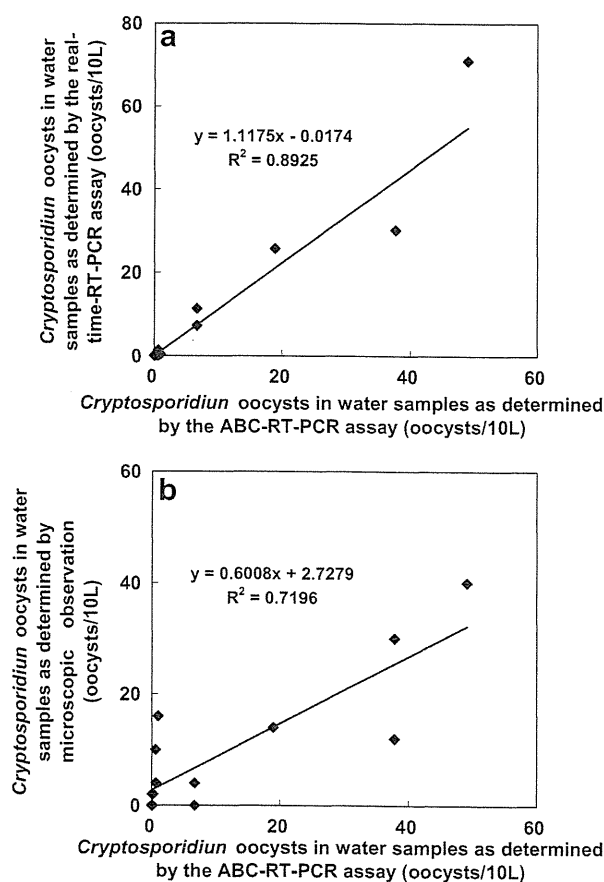 a
80
60
40
20
0
Cryptosporidiun oocysts in water
samples as determined by the real-
time-RT-PCR assay (oocysts/10L)
y = 1.1175x - 0.0174
R² = 0.8925
0 20 40 60
Cryptosporidiun oocysts in water samples as determined
by the ABC-RT-PCR assay (oocysts/10L)
b
60
40
20
0
Cryptosporidiun oocysts in water
samples as determined by
microscopic observation
(oocysts/10L)
y = 0.6008x + 2.7279
R² = 0.7196
0 20 40 60
Cryptosporidiun oocysts in water samples as determined
by the ABC-RT-PCR assay (oocysts/10L)